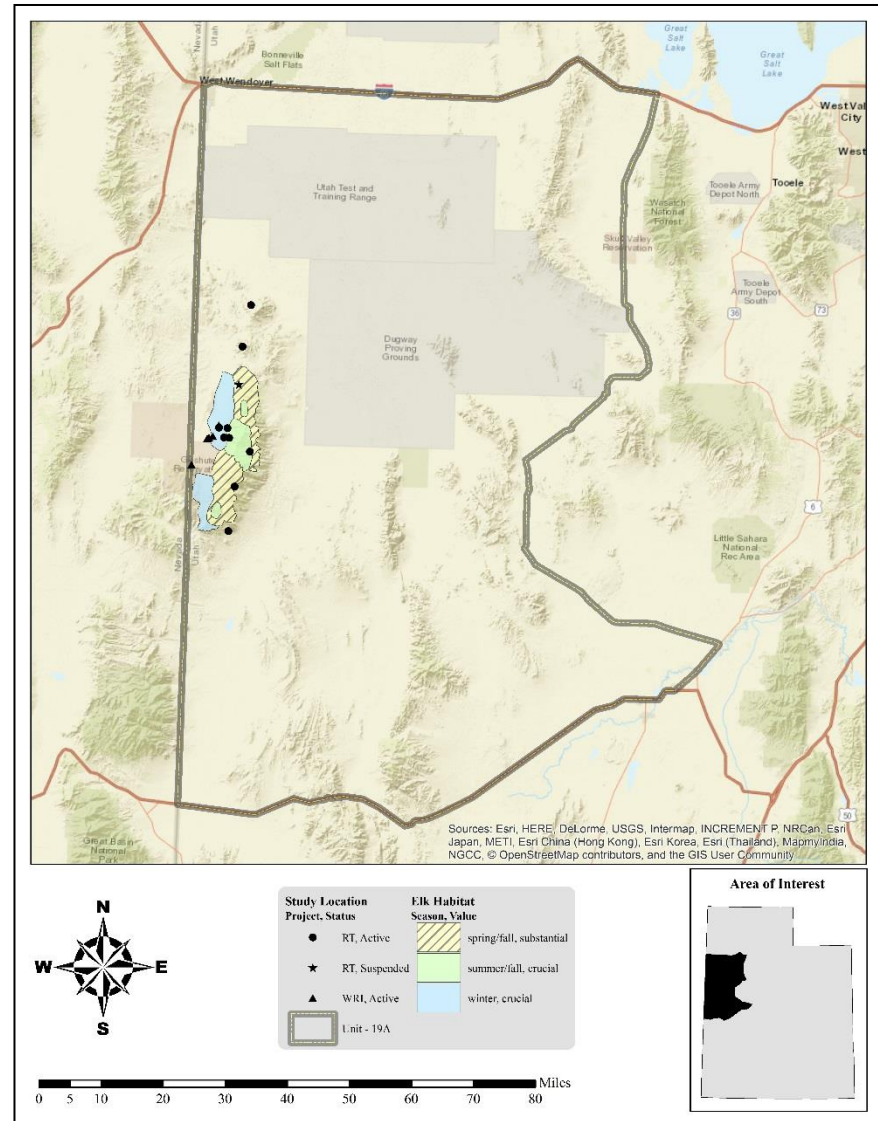 Great
Salt
Lake
Great
Salt
Lake
Nevada
Utah
Bonneville
Salt Flats
West Wendover
West Val
City
West
Utah Test and
Training Range
Wasatch
National
Forest
Tooele Army
Depot North
Tooele
Skull Valley
Reservation
Tooele
Army Depot
South
36
73
Dugway
Proving
Grounds
Goshute
Reservation
6
Little Sahara
National
Rec Area
Nevada
Utah
Great Basin
National
Park
50
Sources: Esri, HERE, DeLorme, USGS, Intermap, INCREMENT P, NRCan, Esri
Japan, METI, Esri China (Hong Kong), Esri Korea, Esri (Thailand), MapmyIndia,
NGCC, © OpenStreetMap contributors, and the GIS User Community
N
W E
S
Study Location
Project, Status
RT, Active
RT, Suspended
WRI, Active
Unit - 19A
Elk Habitat
Season, Value
spring/fall, substantial
summer/fall, crucial
winter, crucial
Area of Interest
Miles
0 5 10 20 30 40 50 60 70 80